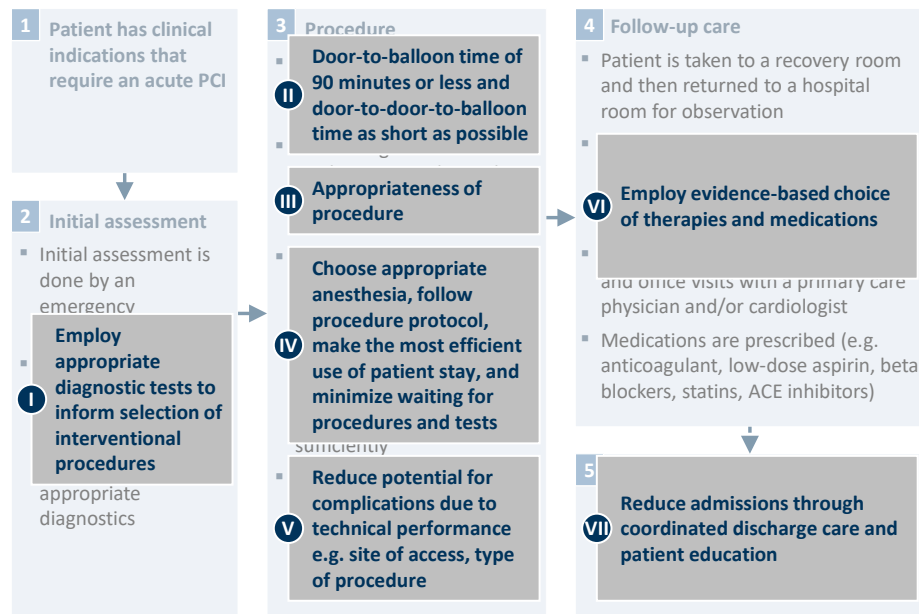 1
Patient has clinical
indications that
require an acute PCI
2
Initial assessment
▪ Initial assessment is
done by an
emergency
▪
I
Employ
appropriate
diagnostic tests to
inform selection of
interventional
procedures
appropriate
diagnostics
3
Procedure
▪
II
Door-to-balloon time of
90 minutes or less and
door-to-door-to-balloon
time as short as possible
▪
III
Appropriateness of
procedure
▪
IV
Choose appropriate
anesthesia, follow
procedure protocol,
make the most efficient
use of patient stay, and
minimize waiting for
procedures and tests
sufficiently
▪
V
Reduce potential for
complications due to
technical performance
e.g. site of access, type
of procedure
4
Follow-up care
▪ Patient is taken to a recovery room
and then returned to a hospital
room for observation
▪
VI
Employ evidence-based choice
of therapies and medications
▪
and office visits with a primary care
physician and/or cardiologist
▪ Medications are prescribed (e.g.
anticoagulant, low-dose aspirin, beta
blockers, statins, ACE inhibitors)
5
VII
Reduce admissions through
coordinated discharge care and
patient education